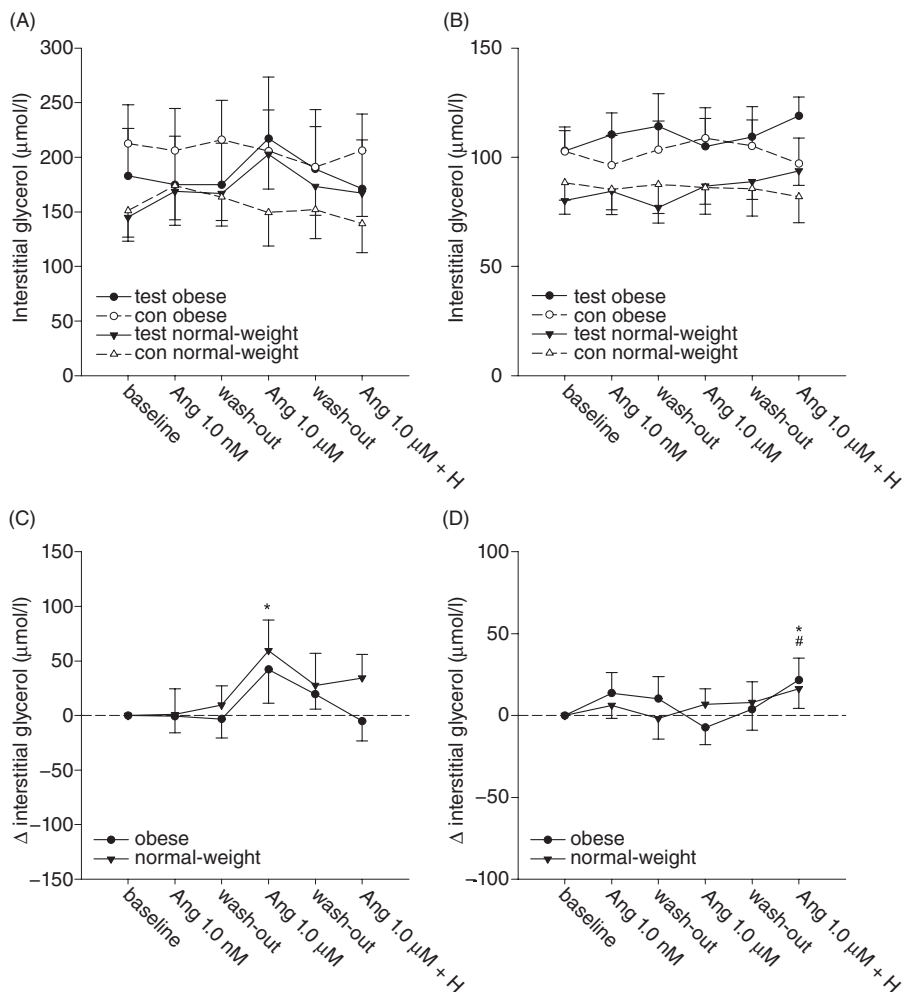 (A)
300
250
200
150
100
50
0
Interstitial glycerol (μmol/l)
test obese
con obese
test normal-weight
con normal-weight
baseline
Ang 1.0 nM
wash-out
Ang 1.0 μM
wash-out
Ang 1.0 μM + H
(B)
150
100
50
0
Interstitial glycerol (μmol/l)
test obese
con obese
test normal-weight
con normal-weight
baseline
Ang 1.0 nM
wash-out
Ang 1.0 μM
wash-out
Ang 1.0 μM + H
(C)
150
100
50
0
−50
−100
−150
Δ interstitial glycerol (μmol/l)
*
obese
normal-weight
baseline
Ang 1.0 nM
wash-out
Ang 1.0 μM
wash-out
Ang 1.0 μM + H
(D)
100
50
0
−50
−100
Δ interstitial glycerol (μmol/l)
*
#
obese
normal-weight
baseline
Ang 1.0 nM
wash-out
Ang 1.0 μM
wash-out
Ang 1.0 μM + H